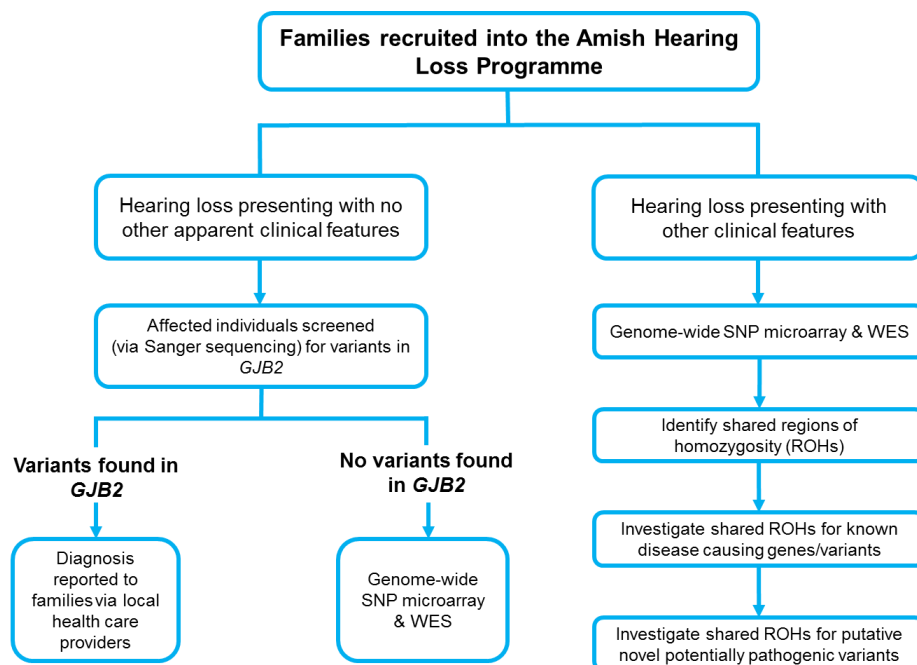 Families recruited into the Amish Hearing
Loss Programme
Hearing loss presenting with no
other apparent clinical features
Affected individuals screened
(via Sanger sequencing) for variants in
GJB2
Variants found in
GJB2
No variants found
in GJB2
Diagnosis
reported to
families via local
health care
providers
Genome-wide
SNP microarray
& WES
Hearing loss presenting with
other clinical features
Genome-wide SNP microarray & WES
Identify shared regions of
homozygosity (ROHs)
Investigate shared ROHs for known
disease causing genes/variants
Investigate shared ROHs for putative
novel potentially pathogenic variants